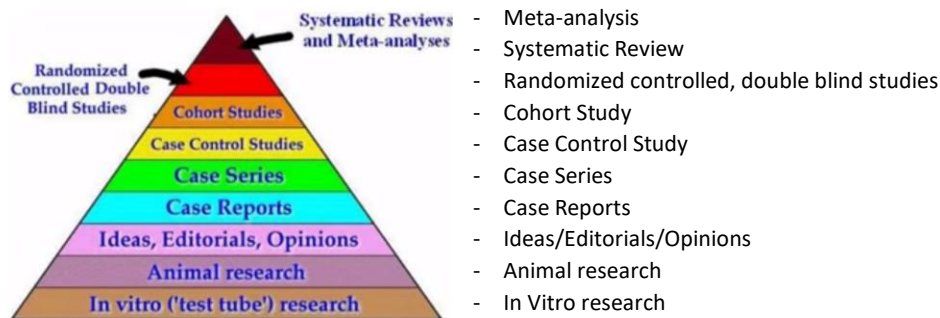 Systematic Reviews
and Meta-analyses
Randomized
Controlled Double
Blind Studies
Cohort Studies
Case Control Studies
Case Series
Case Reports
Ideas, Editorials, Opinions
Animal research
In vitro ('test tube') research
- Meta-analysis
- Systematic Review
- Randomized controlled, double blind studies
- Cohort Study
- Case Control Study
- Case Series
- Case Reports
- Ideas/Editorials/Opinions
- Animal research
- In Vitro research